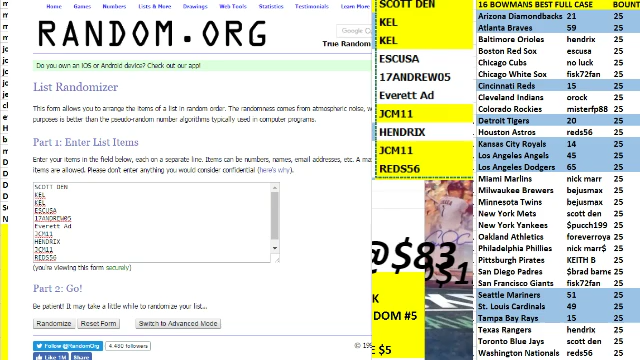 Home Games Numbers Lists & More Drawings Web Tools Statistics Testimonials Learn More
RANDOM.ORG
True Random
Do you own an iOS or Android device? Check out our app!
List Randomizer
This form allows you to arrange the items of a list in random order. The randomness comes from atmospheric noise, w
purposes is better than the pseudo-random number algorithms typically used in computer programs.
Part 1: Enter List Items
Enter your items in the field below, each on a separate line. Items can be numbers, names, email addresses, etc. A ma
items are allowed. Please don't enter anything you would consider confidential (here's why).
SCOTT DEN
KEL
KEL
ESCUSA
17ANDREW05
Everett Ad
JCM11
HENDRIX
JCM11
REDS56
(you're viewing this form securely)
Part 2: Go!
Be patient! It may take a little while to randomize your list...
Randomize Reset Form Switch to Advanced Mode
Follow @RandomOrg 4,430 followers
Like 1M Share
SCOTT DEN
KEL
KEL
ESCUSA
17ANDREW05
Everett Ad
JCM11
HENDRIX
JCM11
REDS56
@$83
K
DOM #5
E $5
16 BOWMANS BEST FULL CASE BOUNT
Arizona Diamondbacks 21 25
Atlanta Braves 59 25
Baltimore Orioles hendrix 25
Boston Red Sox escusa 25
Chicago Cubs no luck 25
Chicago White Sox fisk72fan 25
Cincinnati Reds 15 25
Cleveland Indians orock 25
Colorado Rockies misterfp88 25
Detroit Tigers 20 25
Houston Astros reds56 25
Kansas City Royals 14 25
Los Angeles Angels 45 25
Los Angeles Dodgers 65 25
Miami Marlins nick marr 25
Milwaukee Brewers bejusmax 25
Minnesota Twins bejusmax 25
New York Mets scott den 25
New York Yankees $pucch199 25
Oakland Athletics foreverroya 25
Philadelphia Phillies nick marr$ 25
Pittsburgh Pirates KEITH B 25
San Diego Padres $brad barne 25
San Francisco Giants fisk72fan 25
Seattle Mariners 51 25
St. Louis Cardinals 49 25
Tampa Bay Rays 15 25
Texas Rangers hendrix 25
Toronto Blue Jays scott den 25
Washington Nationals reds56 25